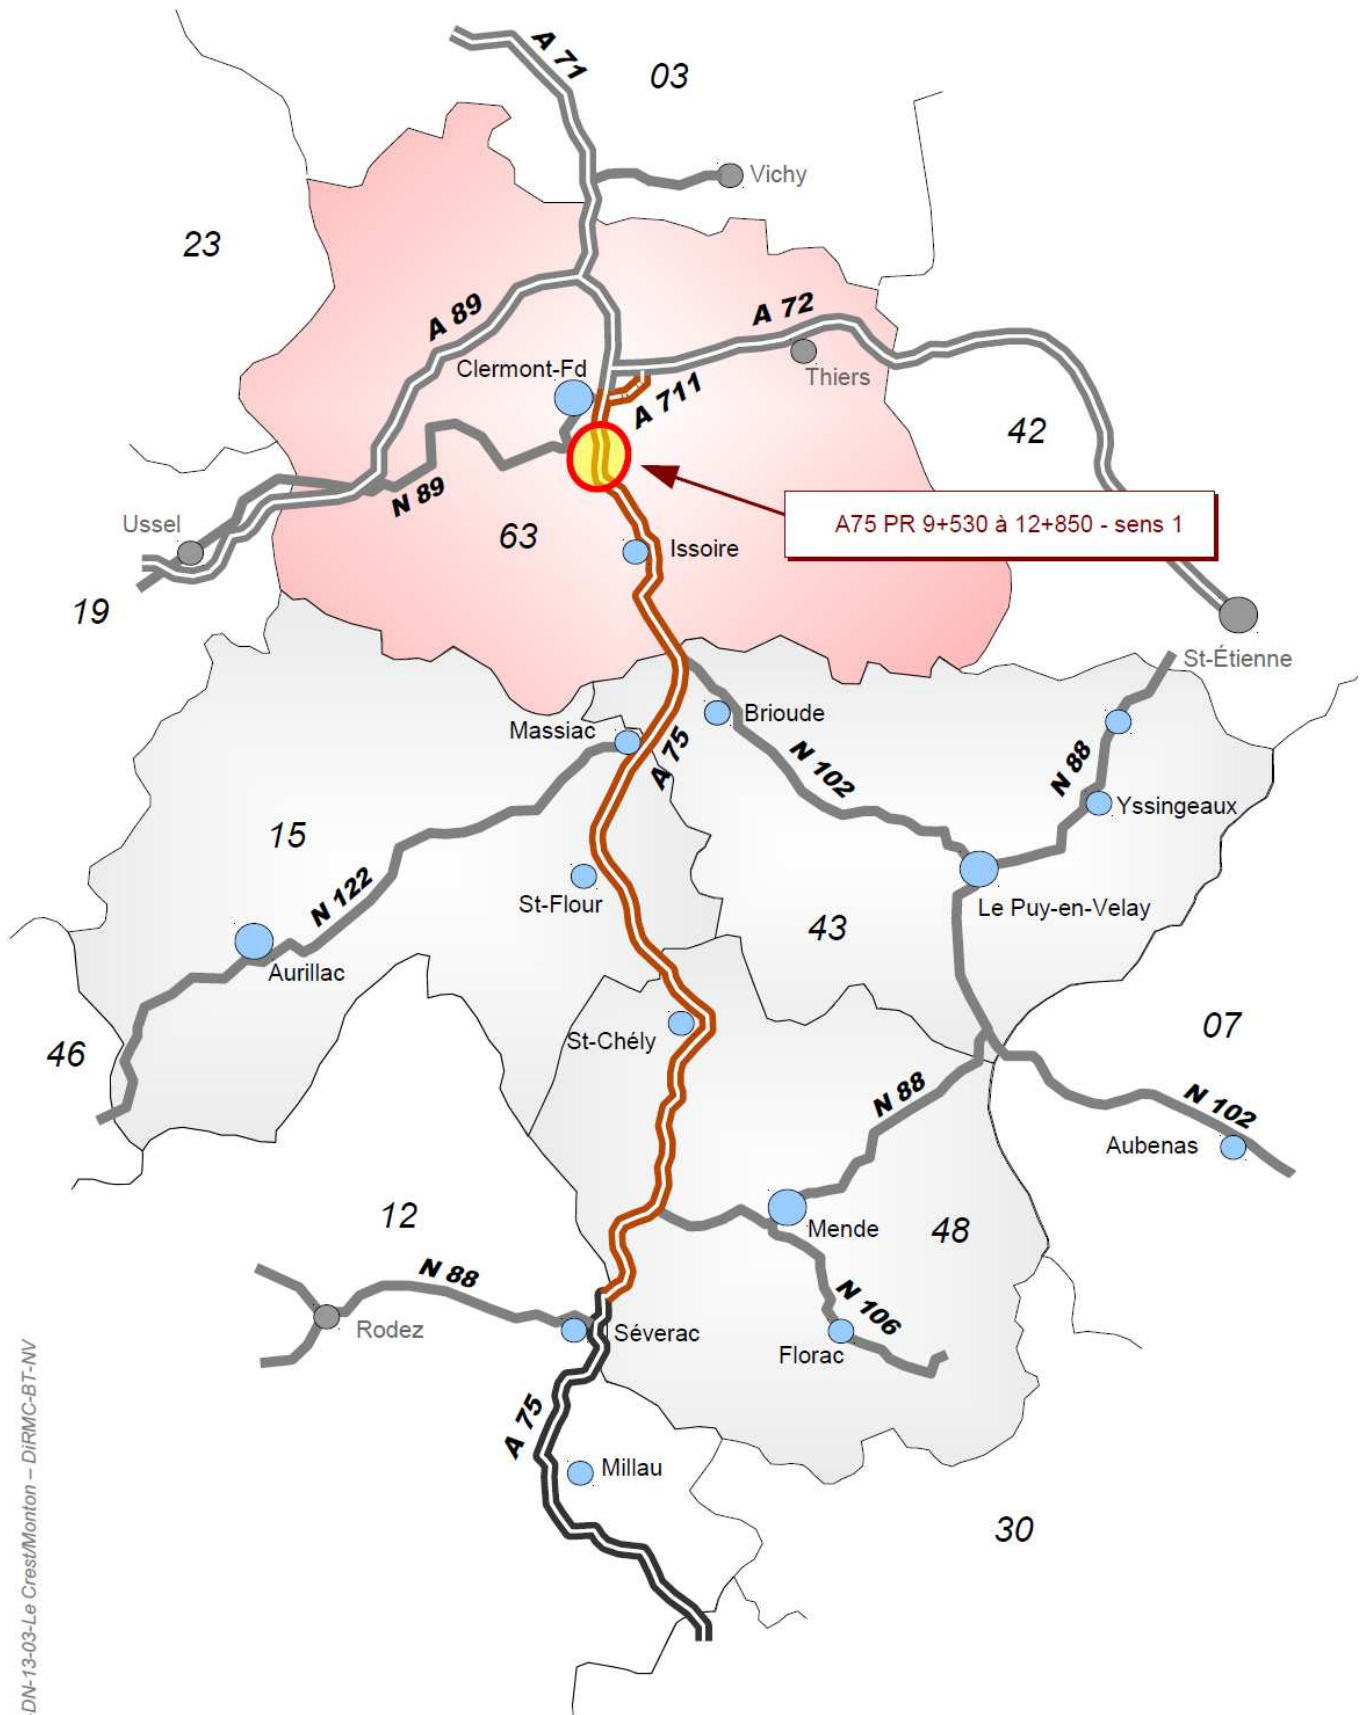 A 71
03
Vichy
23
A 89
A 72
Clermont-Fd
Thiers
A 711
42
N 89
Ussel
63
A75 PR 9+530 à 12+850 - sens 1
Issoire
19
St-Étienne
Massiac
Brioude
A 75
N 102
N 88
Yssingeaux
15
N 122
St-Flour
Le Puy-en-Velay
43
Aurillac
St-Chély
07
46
N 88
N 102
Aubenas
12
Mende
48
N 88
N 106
Rodez
Séverac
Florac
A 75
Millau
30
DN-13-03-Le Crest/Monton – DiRMC-BT-NV